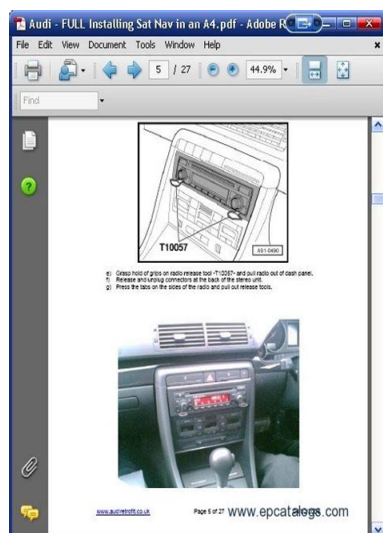 Audi - FULL Installing Sat Nav in an A4.pdf - Adobe R
File Edit View Document Tools Window Help
5 / 27 44.9%
Find
T10057
A91-0490
e) Grasp hold of grips on radio release tool -T10057- and pull radio out of dash panel.
f) Release and unplug connectors at the back of the stereo unit.
g) Press the tabs on the sides of the radio and pull out release tools.
www.audiretrofit.co.uk Page 5 of 27 www.epcatalogs.com